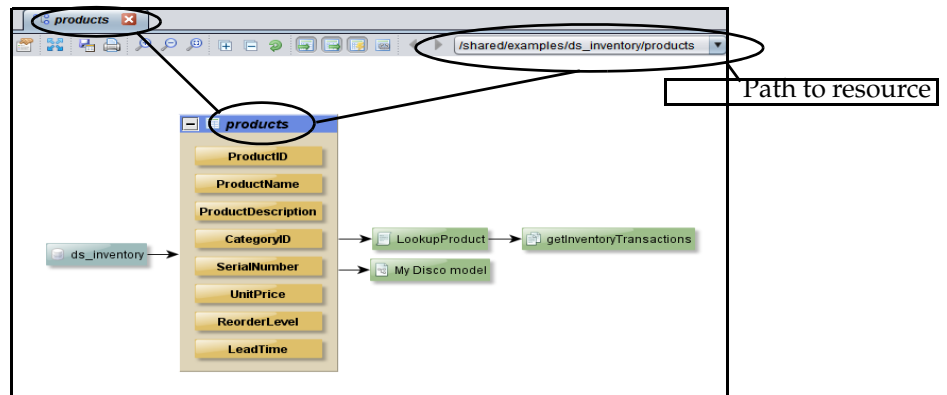 products
/shared/examples/ds_inventory/products
Path to resource
products
ProductID
ProductName
ProductDescription
CategoryID
SerialNumber
UnitPrice
ReorderLevel
LeadTime
ds_inventory
LookupProduct
getInventoryTransactions
My Disco model